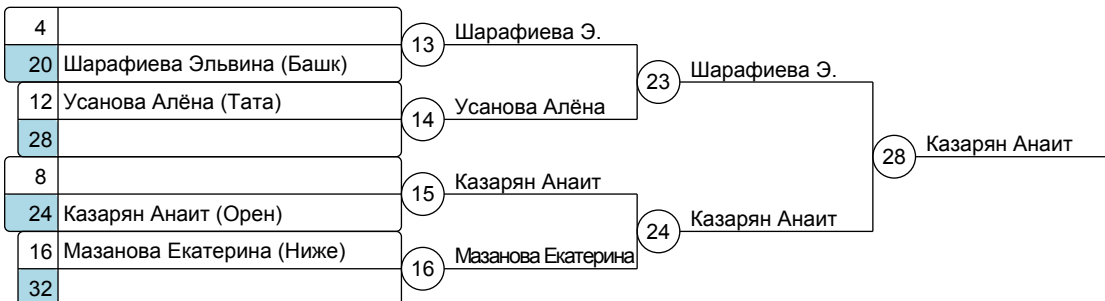 4
20 Шарафиева Эльвина (Башк)
12 Усанова Алёна (Тата)
28
8
24 Казарян Анаит (Орен)
16 Мазанова Екатерина (Ниже)
32
13 Шарафиева Э.
14 Усанова Алёна
15 Казарян Анаит
16 Мазанова Екатерина
23 Шарафиева Э.
24 Казарян Анаит
28 Казарян Анаит